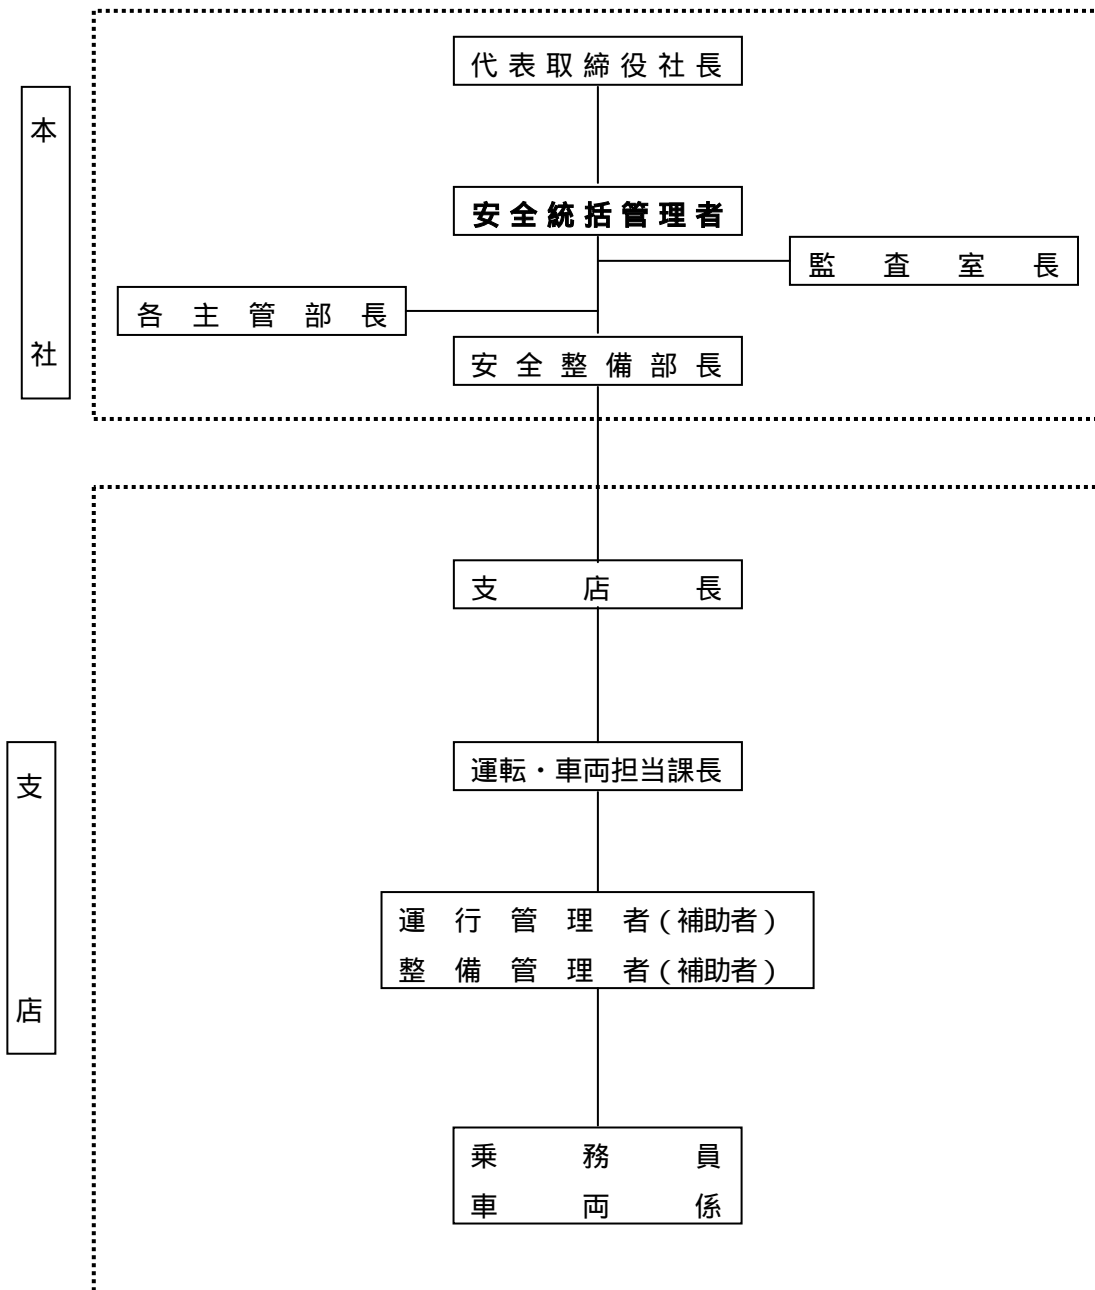 本社
代表取締役社長
安全統括管理者
監査室長
各主管部長
安全整備部長
支店
支店長
運転・車両担当課長
運行管理者（補助者）
整備管理者（補助者）
乗務員
車両係